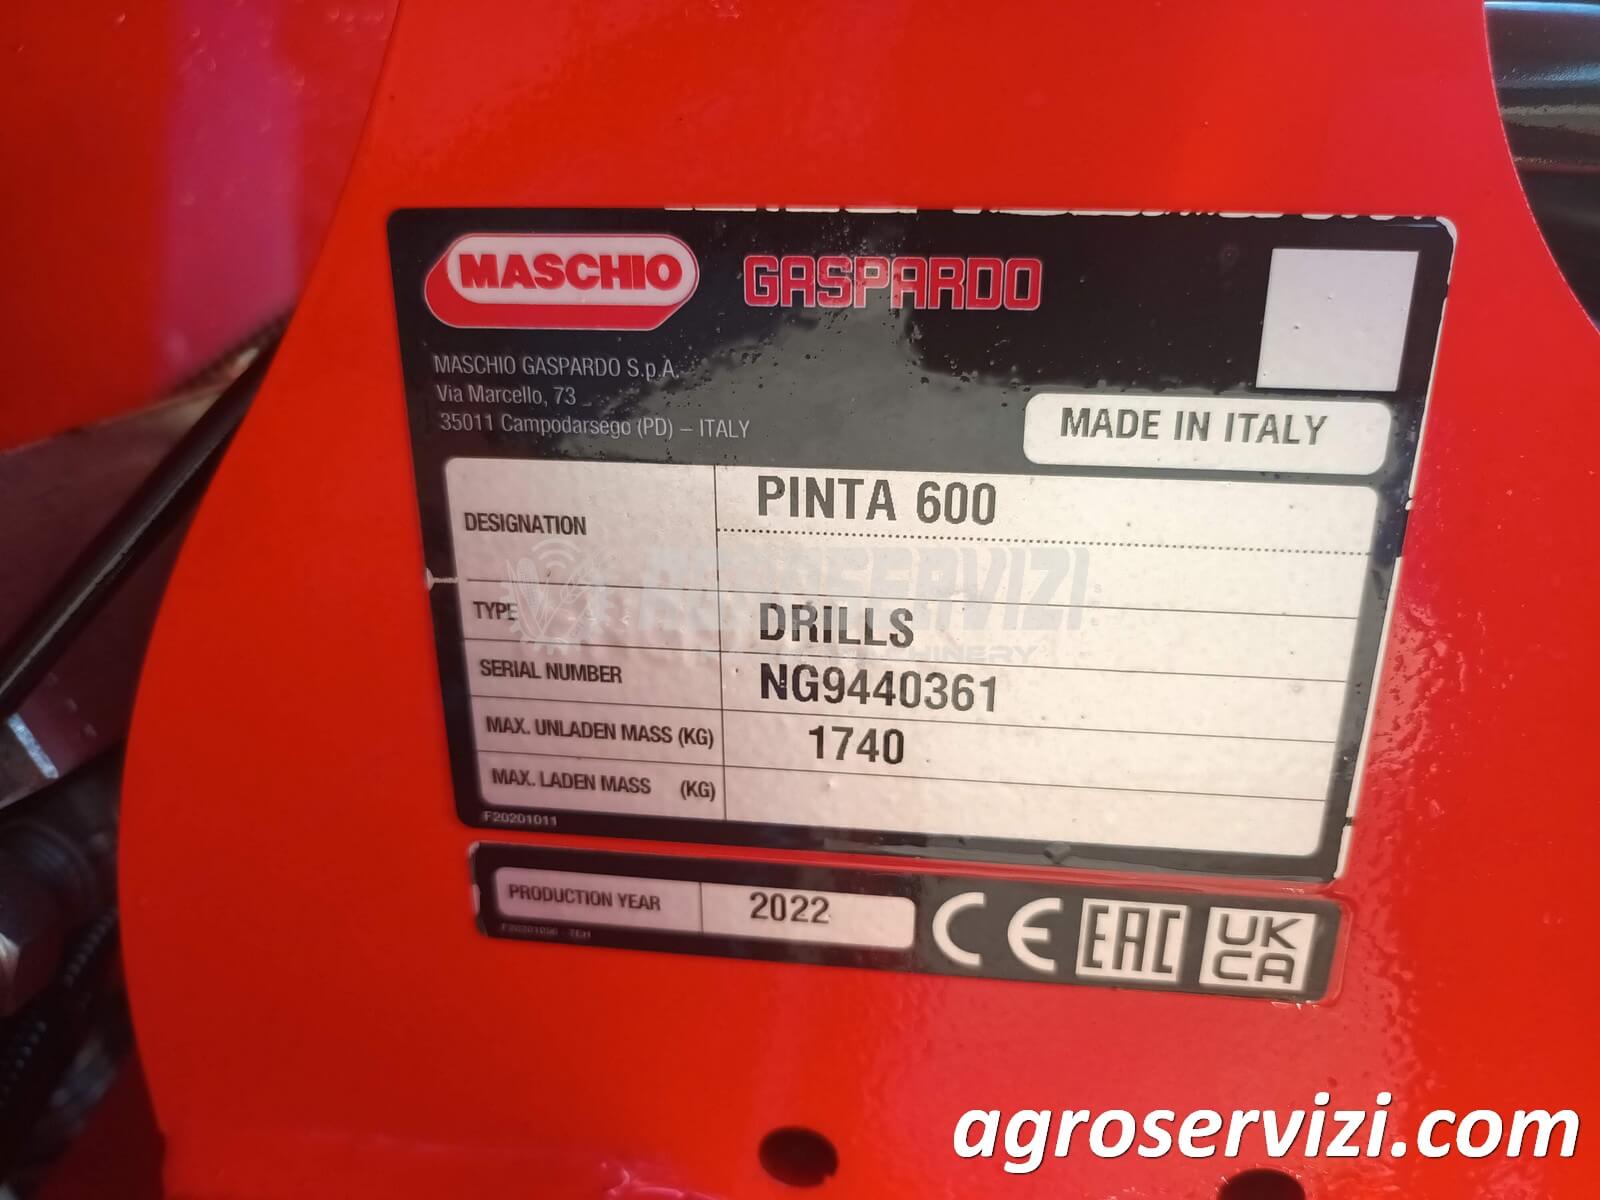 MASCHIO GASPARDO
MASCHIO GASPARDO S.p.A.
Via Marcello, 73
35011 Campodarsego (PD) – ITALY
MADE IN ITALY
DESIGNATION PINTA 600
TYPE DRILLS
SERIAL NUMBER NG9440361
MAX. UNLADEN MASS (KG) 1740
MAX. LADEN MASS (KG)
F20201011
AGROSERVIZI
MACHINERY
PRODUCTION YEAR 2022
CE EAC UK CA
agroservizi.com